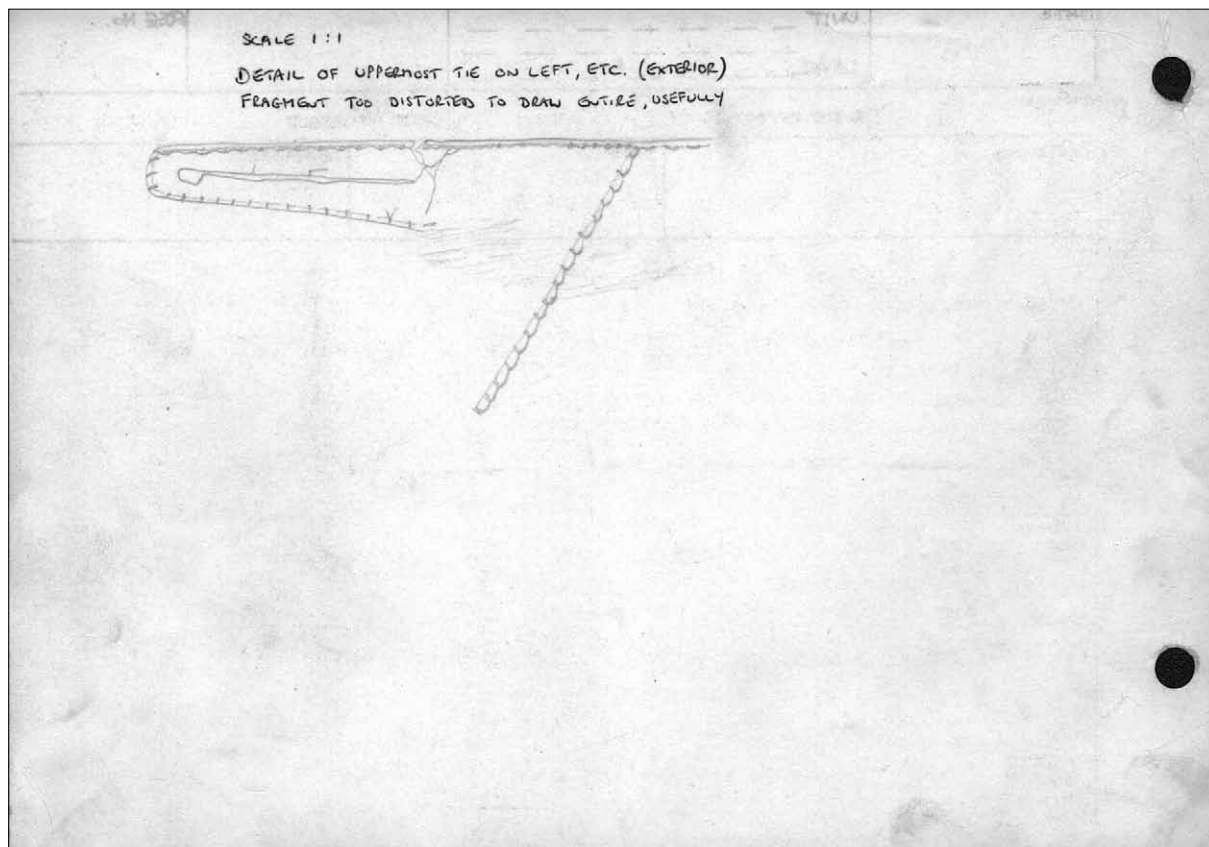 SCALE 1:1
DETAIL OF UPPERMOST TIE ON LEFT, ETC. (EXTERIOR)
FRAGMENT TOO DISTORTED TO DRAW ENTIRE, USEFULLY